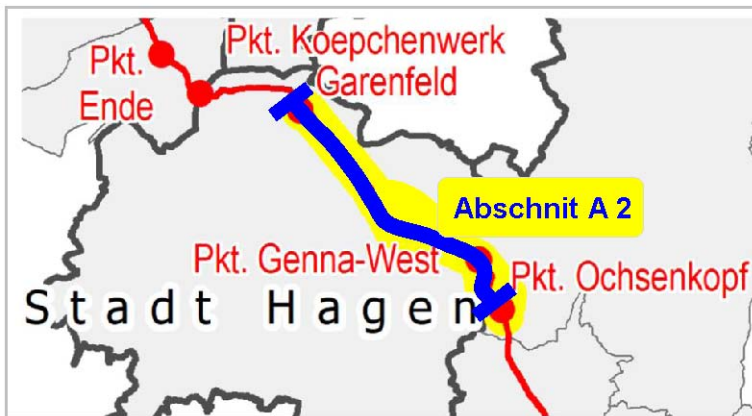 Pkt. Koepchenwerk
Garenfeld
Pkt.
Ende
Abschnit A 2
Pkt. Genna-West
Pkt. Ochsenkopf
Stadt Hagen